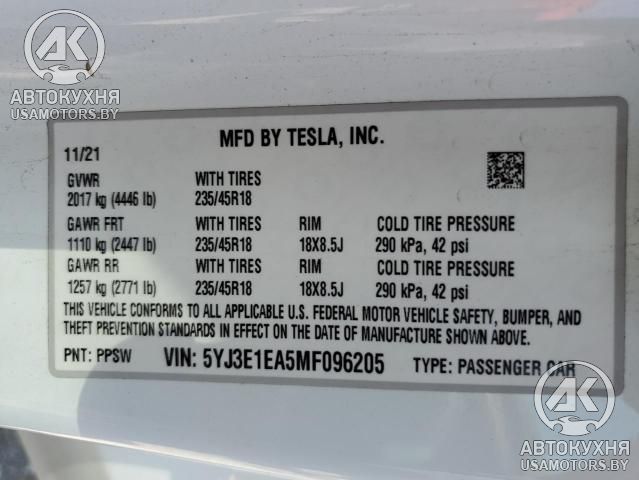 AK
АВТОКУХНЯ
USAMOTORS.BY
MFD BY TESLA, INC.
11/21
GVWR WITH TIRES
2017 kg (4446 lb) 235/45R18
GAWR FRT WITH TIRES RIM COLD TIRE PRESSURE
1110 kg (2447 lb) 235/45R18 18X8.5J 290 kPa, 42 psi
GAWR RR WITH TIRES RIM COLD TIRE PRESSURE
1257 kg (2771 lb) 235/45R18 18X8.5J 290 kPa, 42 psi
THIS VEHICLE CONFORMS TO ALL APPLICABLE U.S. FEDERAL MOTOR VEHICLE SAFETY, BUMPER, AND
THEFT PREVENTION STANDARDS IN EFFECT ON THE DATE OF MANUFACTURE SHOWN ABOVE.
PNT: PPSW VIN: 5YJ3E1EA5MF096205 TYPE: PASSENGER CAR
AK
АВТОКУХНЯ
USAMOTORS.BY